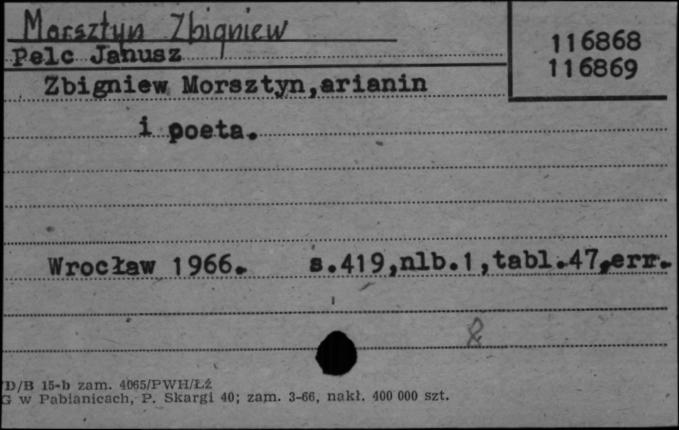 Morsztyn Zbigniew
Pelc Janusz
116868
116869
Zbigniew Morsztyn,arianin
i poeta.
Wrocław 1966. s.419,nlb.1,tabl.47,err.
D/B 15-b zam. 4065/PWH/Łź
G w Pabianicach, P. Skargi 40; zam. 3-66, nakł. 400 000 szt.